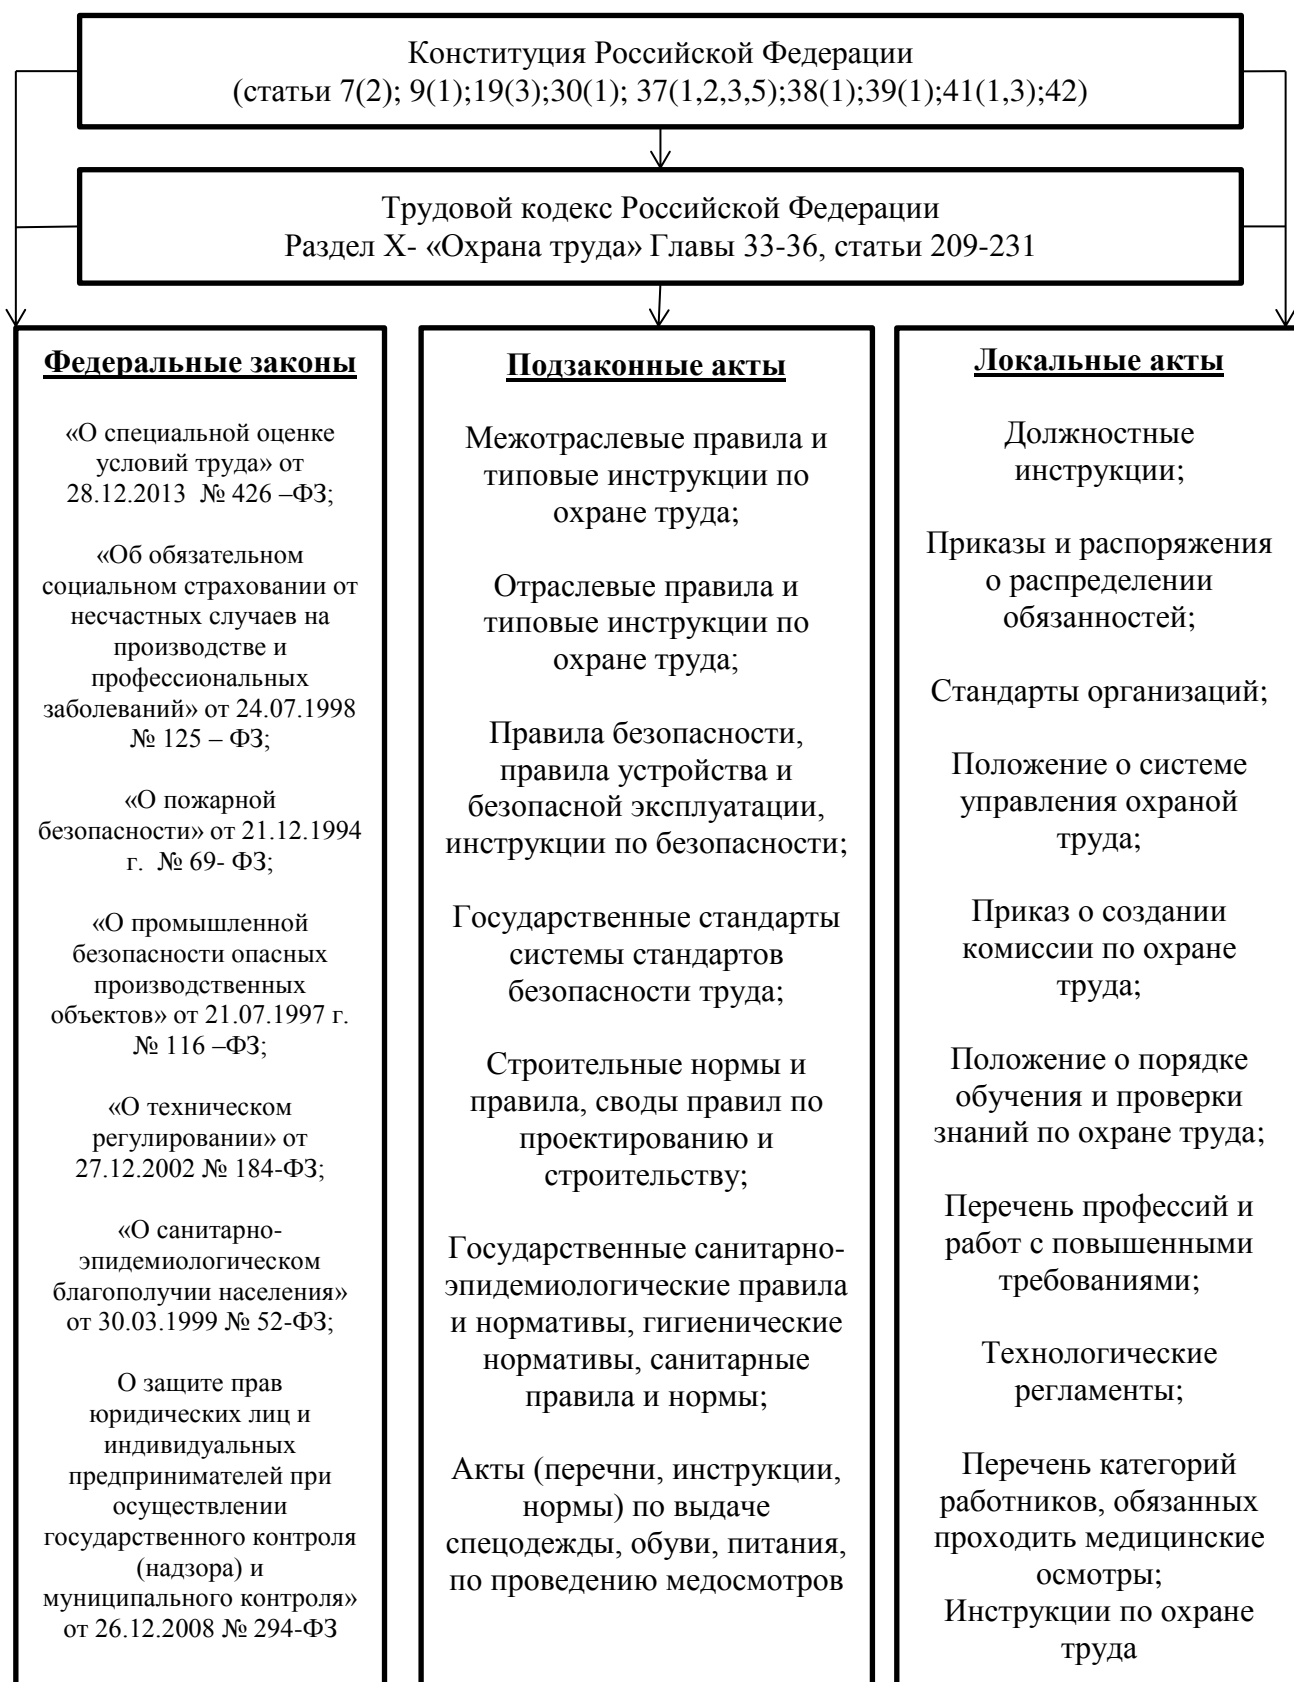 Конституция Российской Федерации
(статьи 7(2); 9(1);19(3);30(1); 37(1,2,3,5);38(1);39(1);41(1,3);42)
Трудовой кодекс Российской Федерации
Раздел X- «Охрана труда» Главы 33-36, статьи 209-231
Федеральные законы
«О специальной оценке
условий труда» от
28.12.2013 № 426 –ФЗ;
«Об обязательном
социальном страховании от
несчастных случаев на
производстве и
профессиональных
заболеваний» от 24.07.1998
№ 125 – ФЗ;
«О пожарной
безопасности» от 21.12.1994
г. № 69- ФЗ;
«О промышленной
безопасности опасных
производственных
объектов» от 21.07.1997 г.
№ 116 –ФЗ;
«О техническом
регулировании» от
27.12.2002 № 184-ФЗ;
«О санитарно-
эпидемиологическом
благополучии населения»
от 30.03.1999 № 52-ФЗ;
О защите прав
юридических лиц и
индивидуальных
предпринимателей при
осуществлении
государственного контроля
(надзора) и
муниципального контроля»
от 26.12.2008 № 294-ФЗ
Подзаконные акты
Межотраслевые правила и
типовые инструкции по
охране труда;
Отраслевые правила и
типовые инструкции по
охране труда;
Правила безопасности,
правила устройства и
безопасной эксплуатации,
инструкции по безопасности;
Государственные стандарты
системы стандартов
безопасности труда;
Строительные нормы и
правила, своды правил по
проектированию и
строительству;
Государственные санитарно-
эпидемиологические правила
и нормативы, гигиенические
нормативы, санитарные
правила и нормы;
Акты (перечни, инструкции,
нормы) по выдаче
спецодежды, обуви, питания,
по проведению медосмотров
Локальные акты
Должностные
инструкции;
Приказы и распоряжения
о распределении
обязанностей;
Стандарты организаций;
Положение о системе
управления охраной
труда;
Приказ о создании
комиссии по охране
труда;
Положение о порядке
обучения и проверки
знаний по охране труда;
Перечень профессий и
работ с повышенными
требованиями;
Технологические
регламенты;
Перечень категорий
работников, обязанных
проходить медицинские
осмотры;
Инструкции по охране
труда